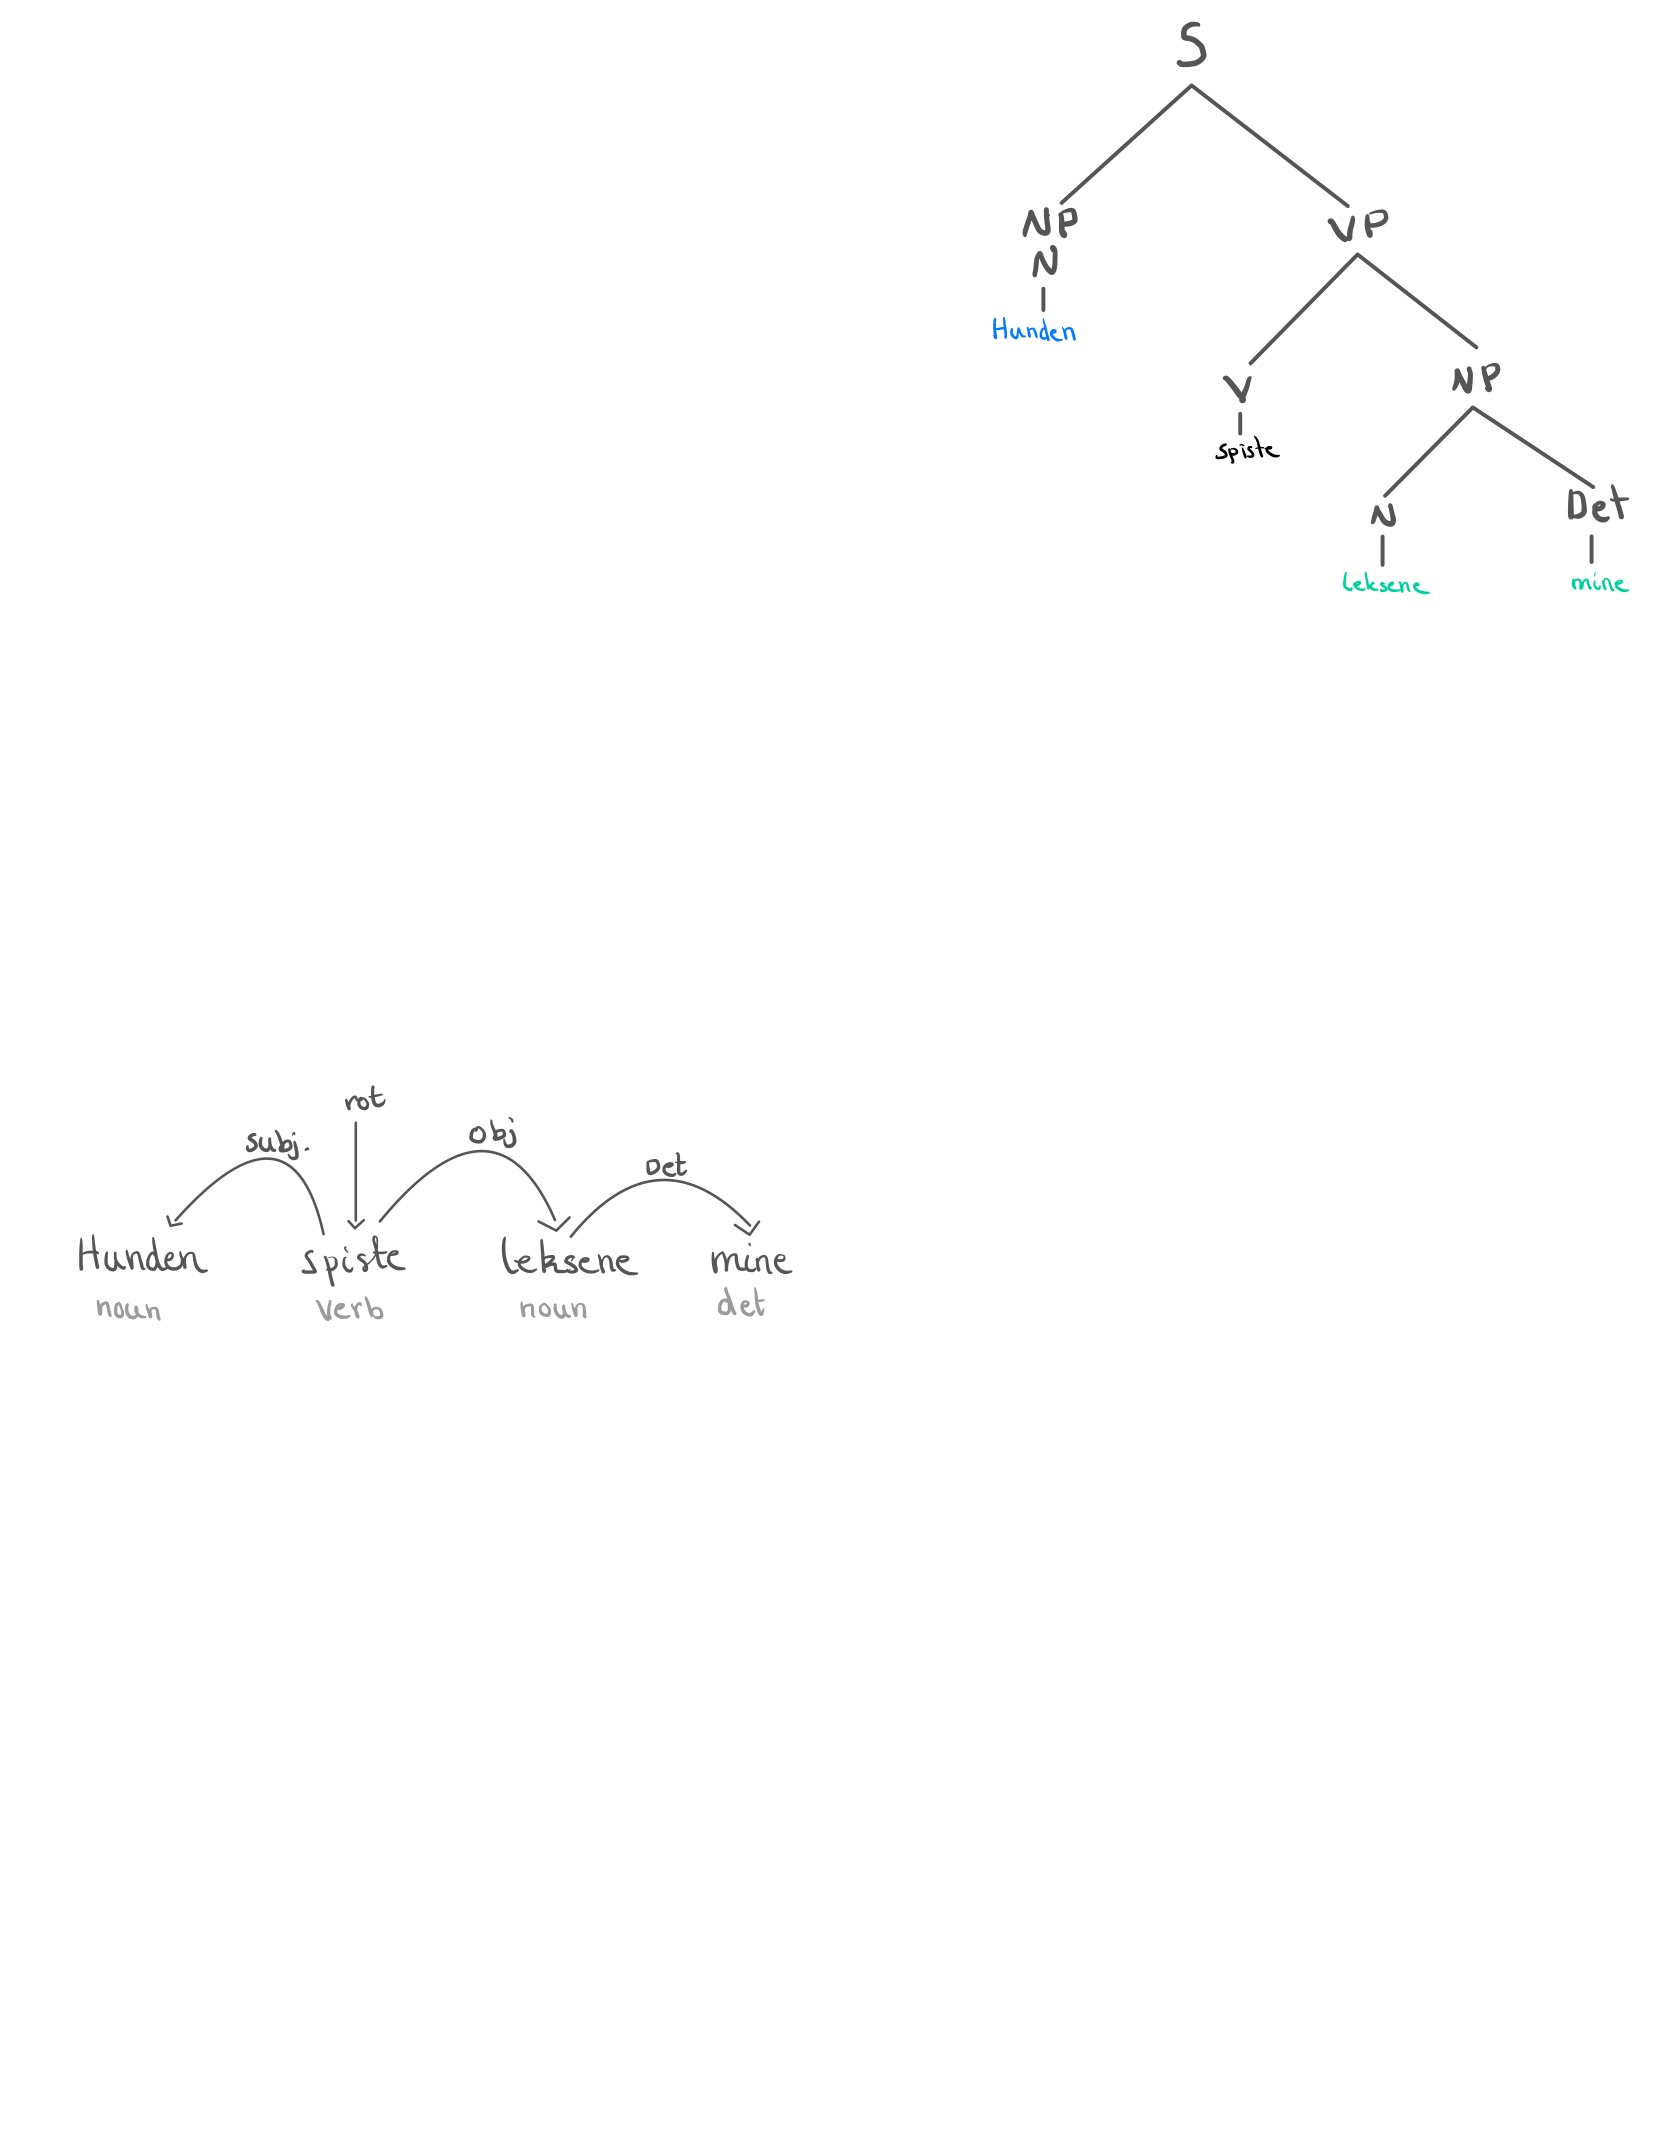 S
NP VP
N
Hunden
V NP
spiste
N Det
leksene mine
rot
subj. obj Det
Hunden spiste leksene mine
noun verb noun det